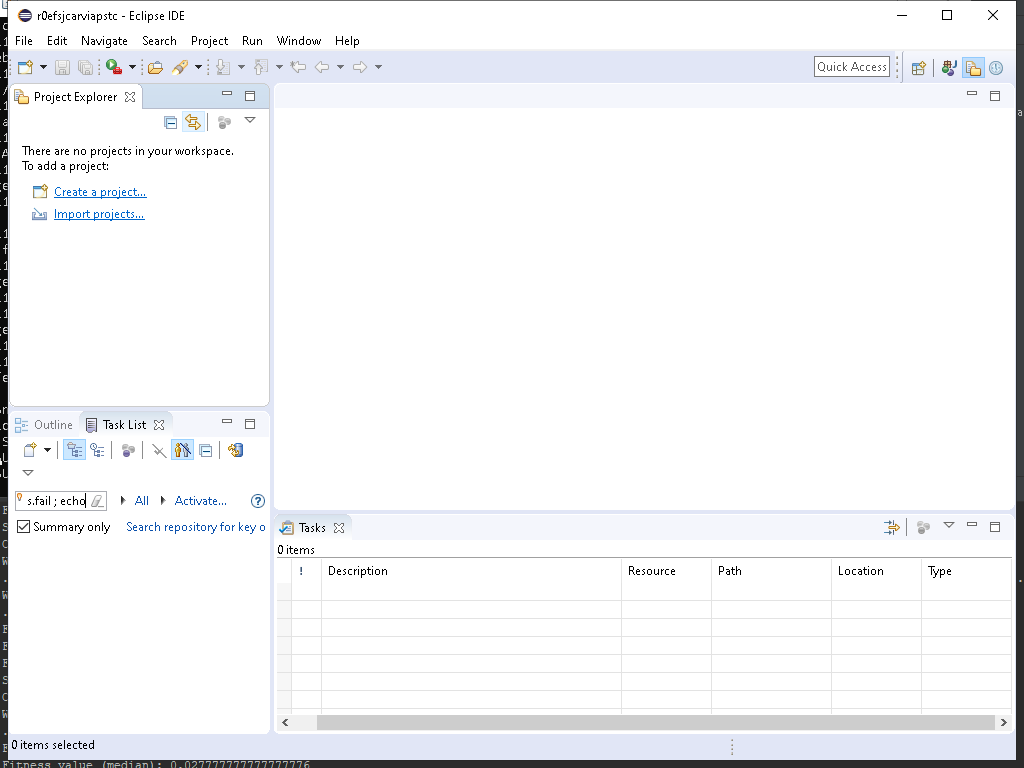 r0efsjcarviapstc - Eclipse IDE
File Edit Navigate Search Project Run Window Help
Quick Access
Project Explorer
There are no projects in your workspace.
To add a project:
Create a project...
Import projects...
Outline Task List
s.fail ; echo All Activate... ?
Summary only Search repository for key o
Tasks
0 items
! Description Resource Path Location Type
0 items selected
Fitness value (median): 0.027777777777777776